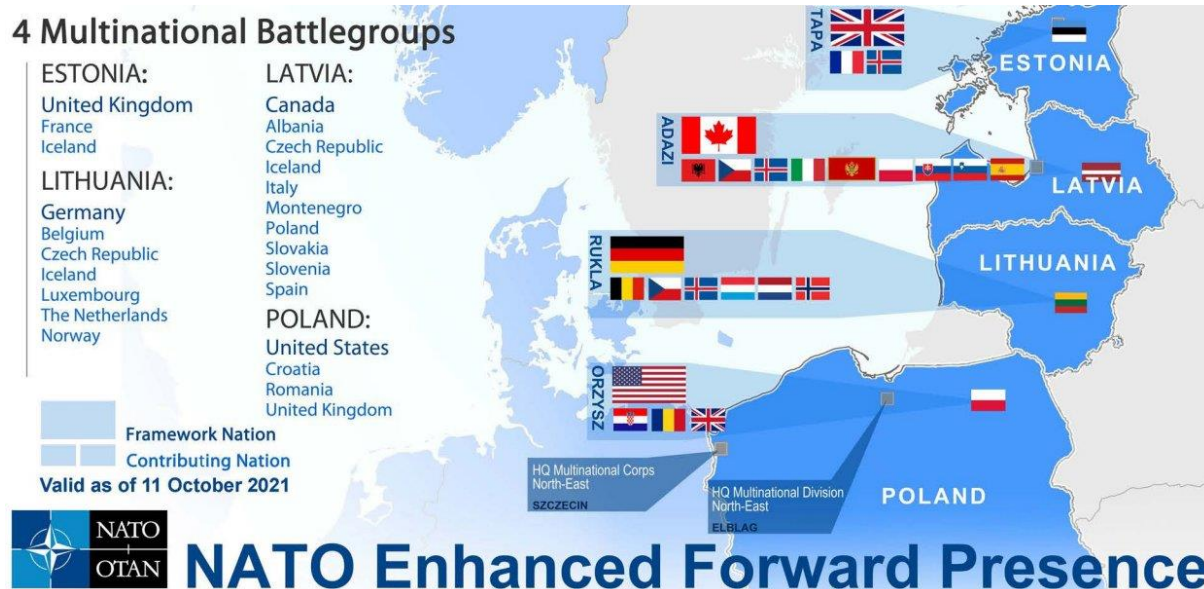 4 Multinational Battlegroups
ESTONIA:
United Kingdom
France
Iceland
LITHUANIA:
Germany
Belgium
Czech Republic
Iceland
Luxembourg
The Netherlands
Norway
LATVIA:
Canada
Albania
Czech Republic
Iceland
Italy
Montenegro
Poland
Slovakia
Slovenia
Spain
POLAND:
United States
Croatia
Romania
United Kingdom
Framework Nation
Contributing Nation
Valid as of 11 October 2021
TAPA
ESTONIA
ADAZI
LATVIA
RUKLA
LITHUANIA
ORZYSZ
HQ Multinational Corps
North-East
SZCZECIN
HQ Multinational Division
North-East
ELBLAG
POLAND
NATO
OTAN
NATO Enhanced Forward Presence